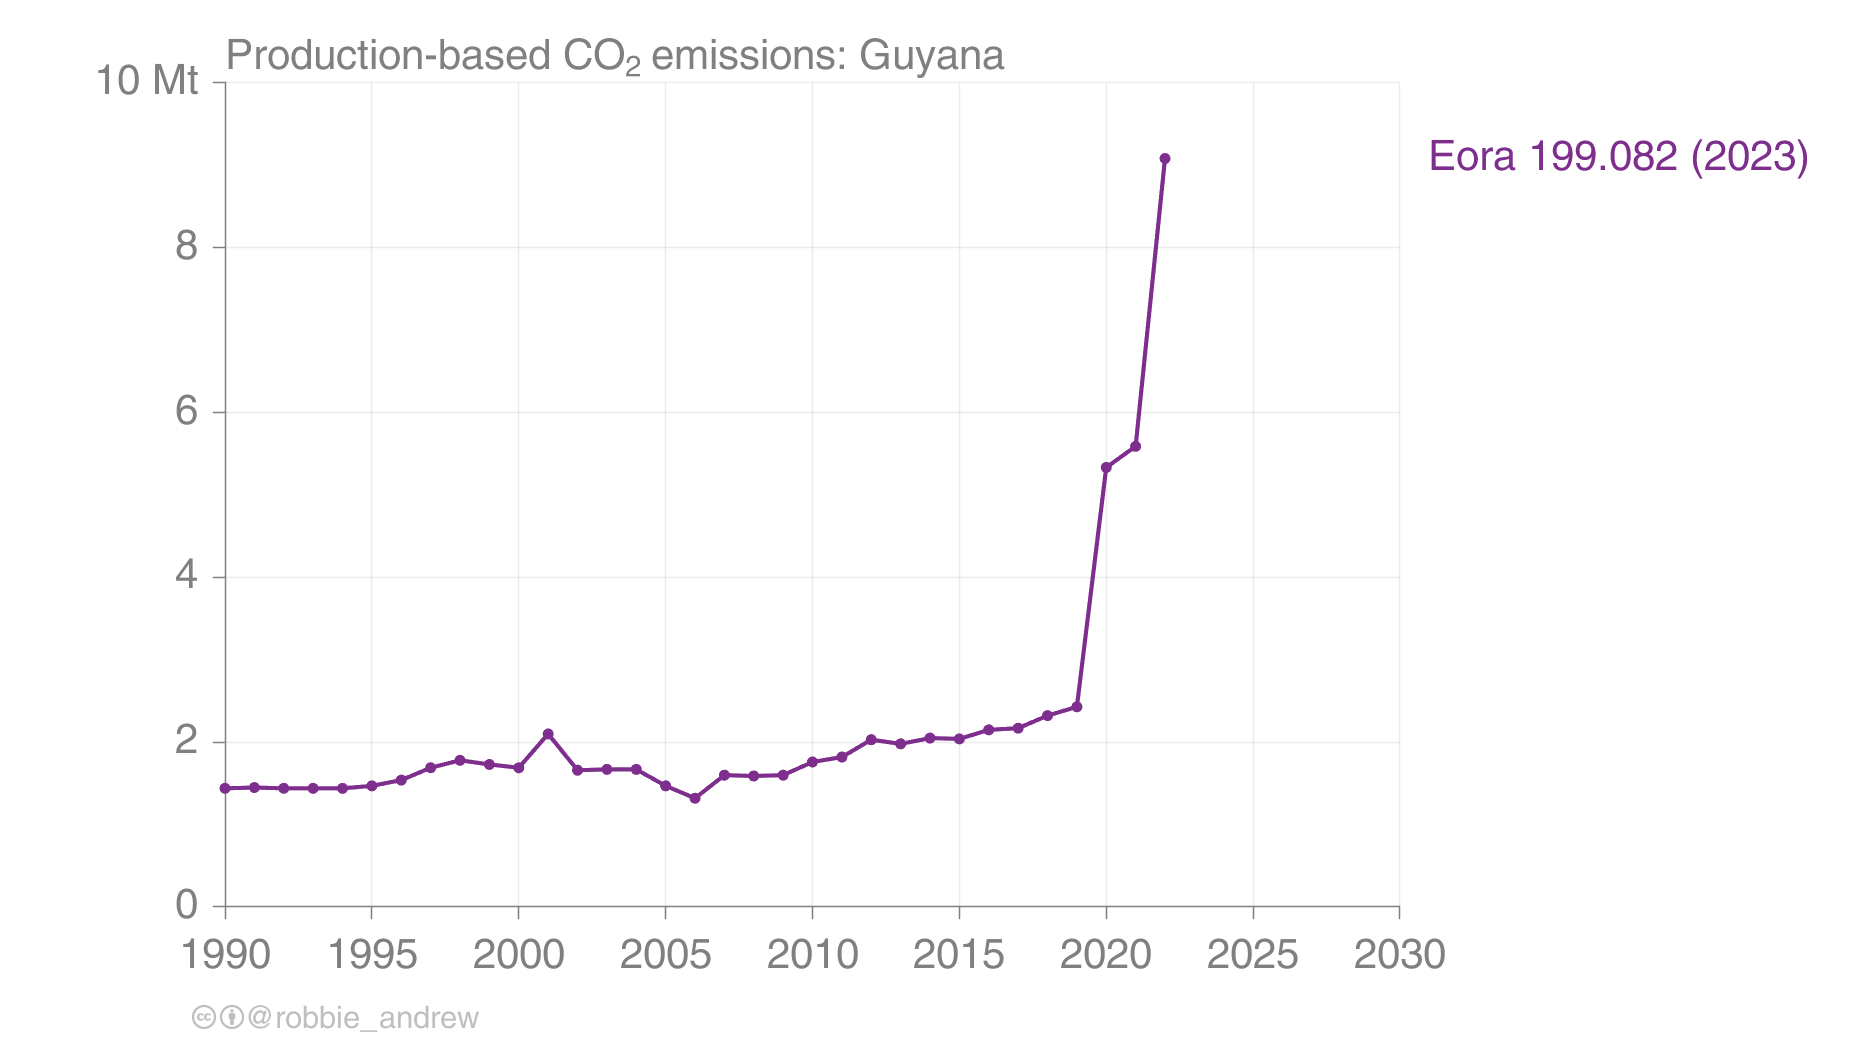 Production-based CO₂ emissions: Guyana
10 Mt
8
6
4
2
0
Eora 199.082 (2023)
1990 1995 2000 2005 2010 2015 2020 2025 2030
@robbie_andrew